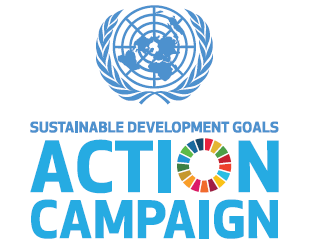 SUSTAINABLE DEVELOPMENT GOALS
ACTION
CAMPAIGN